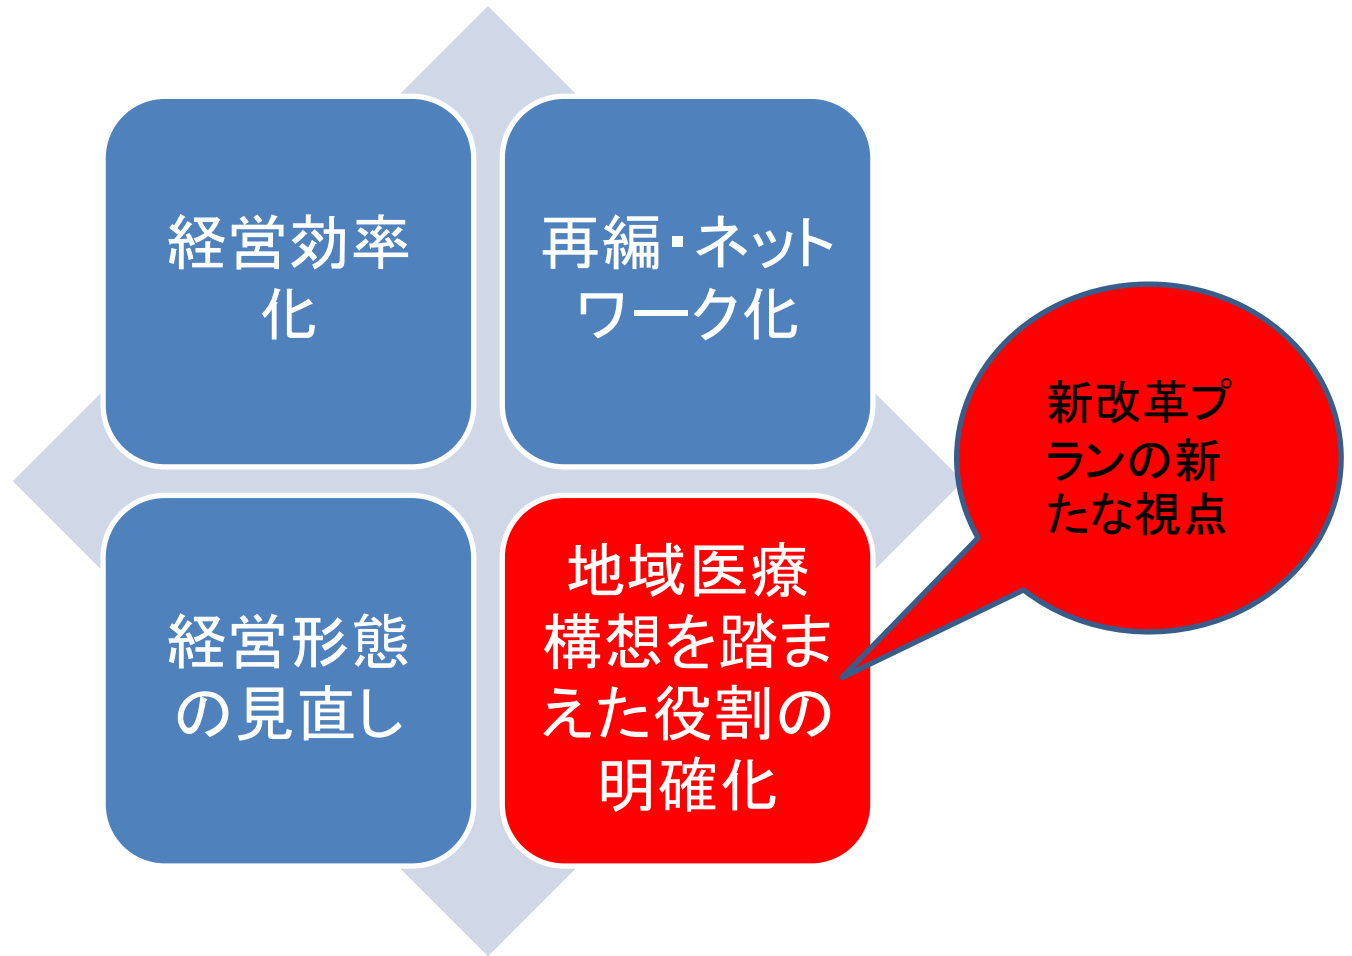 経営効率
化
再編・ネット
ワーク化
経営形態
の見直し
地域医療
構想を踏ま
えた役割の
明確化
新改革プ
ランの新
たな視点